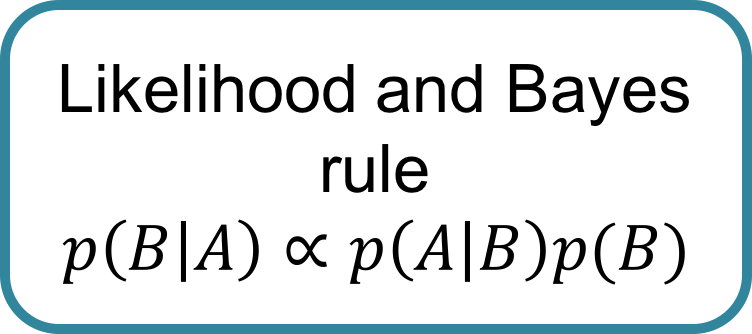 Likelihood and Bayes
rule
p(B|A) ∝ p(A|B)p(B)